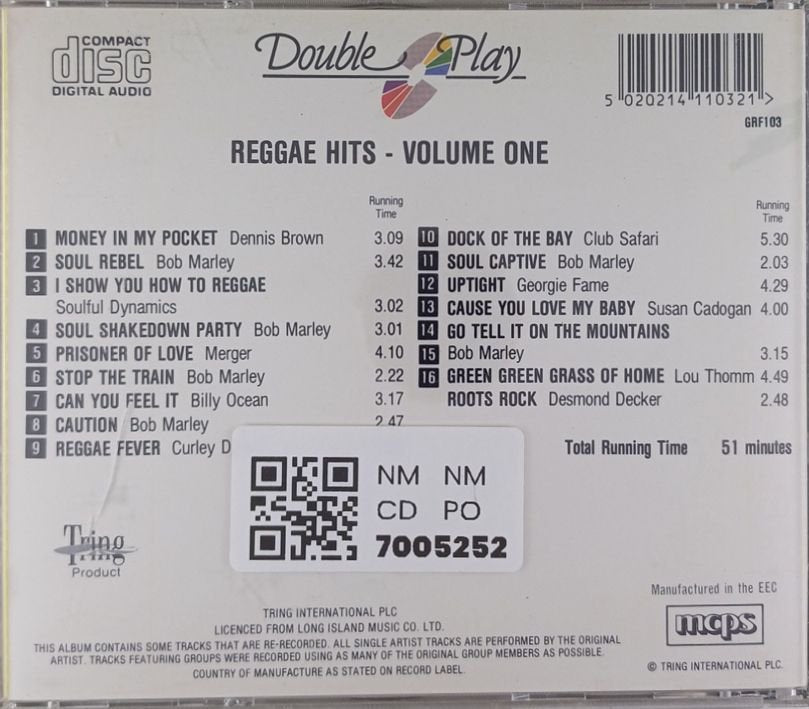 COMPACT
disc
DIGITAL AUDIO
Double Play
5 020214 110321 >
GRF103
REGGAE HITS - VOLUME ONE
Running
Time
1 MONEY IN MY POCKET Dennis Brown 3.09
2 SOUL REBEL Bob Marley 3.42
3 I SHOW YOU HOW TO REGGAE
Soulful Dynamics 3.02
4 SOUL SHAKEDOWN PARTY Bob Marley 3.01
5 PRISONER OF LOVE Merger 4.10
6 STOP THE TRAIN Bob Marley 2.22
7 CAN YOU FEEL IT Billy Ocean 3.17
8 CAUTION Bob Marley 2.47
9 REGGAE FEVER Curley D
Running
Time
10 DOCK OF THE BAY Club Safari 5.30
11 SOUL CAPTIVE Bob Marley 2.03
12 UPTIGHT Georgie Fame 4.29
13 CAUSE YOU LOVE MY BABY Susan Cadogan 4.00
14 GO TELL IT ON THE MOUNTAINS
15 Bob Marley 3.15
16 GREEN GREEN GRASS OF HOME Lou Thomm 4.49
ROOTS ROCK Desmond Decker 2.48
Total Running Time 51 minutes
NM NM
CD PO
7005252
Tring
Product
Manufactured in the EEC
mcps
© TRING INTERNATIONAL PLC.
TRING INTERNATIONAL PLC
LICENCED FROM LONG ISLAND MUSIC CO. LTD.
THIS ALBUM CONTAINS SOME TRACKS THAT ARE RE-RECORDED. ALL SINGLE ARTIST TRACKS ARE PERFORMED BY THE ORIGINAL
ARTIST. TRACKS FEATURING GROUPS WERE RECORDED USING AS MANY OF THE ORIGINAL GROUP MEMBERS AS POSSIBLE.
COUNTRY OF MANUFACTURE AS STATED ON RECORD LABEL.